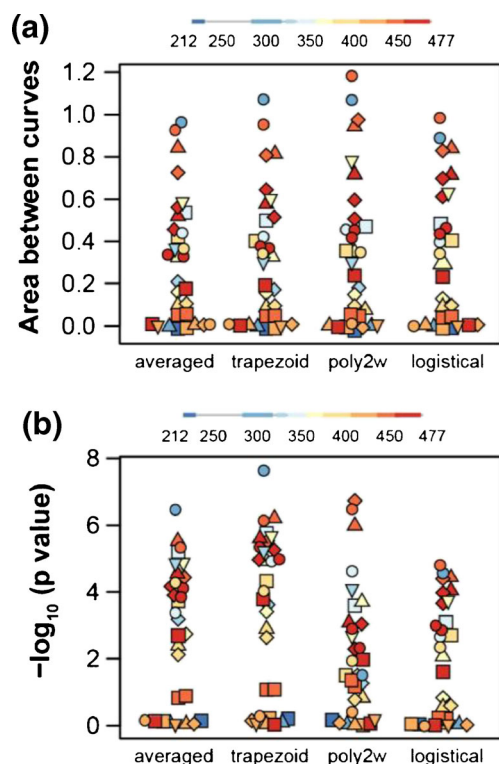 (a)
212 250 300 350 400 450 477
Area between curves
1.2
1.0
0.8
0.6
0.4
0.2
0.0
averaged trapezoid poly2w logistical
(b)
212 250 300 350 400 450 477
−log10 (p value)
8
6
4
2
0
averaged trapezoid poly2w logistical